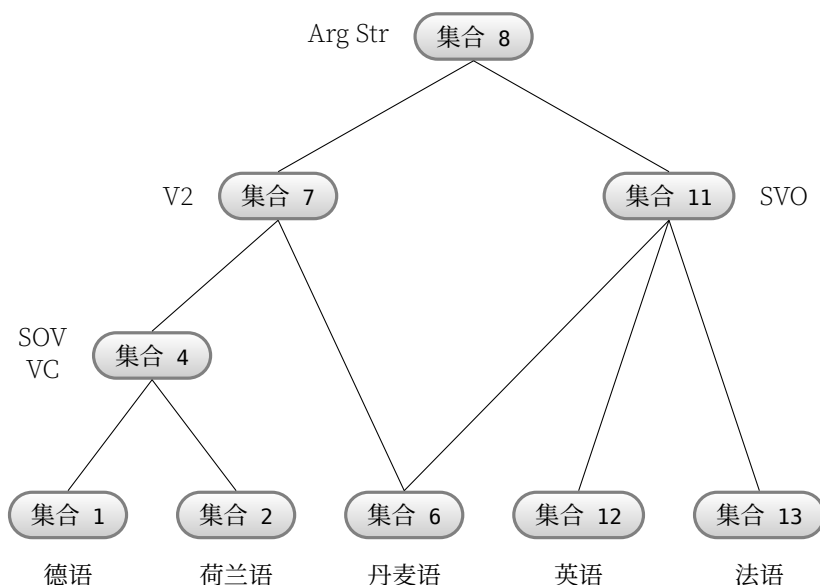 Arg Str
集合 8
V2
集合 7
集合 11
SVO
SOV
VC
集合 4
集合 1
集合 2
集合 6
集合 12
集合 13
德语
荷兰语
丹麦语
英语
法语